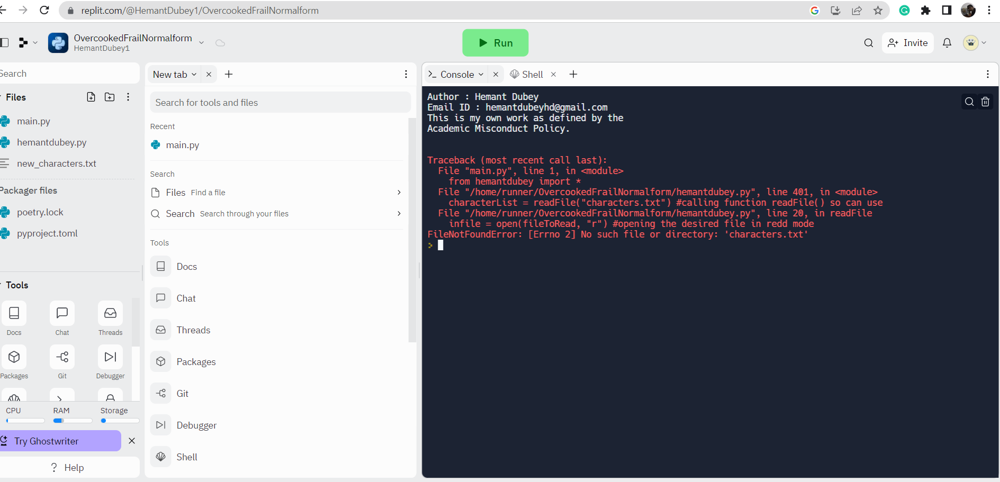 replit.com/@HemantDubey1/OvercookedFrailNormalform
OvercookedFrailNormalform
HemantDubey1
Run
Invite
Search
Files
main.py
hemantdubey.py
new_characters.txt
Packager files
poetry.lock
pyproject.toml
Tools
Docs Chat Threads
Packages Git Debugger
CPU RAM Storage
Try Ghostwriter
? Help
New tab
Search for tools and files
Recent
main.py
Search
Files Find a file
Search Search through your files
Tools
Docs
Chat
Threads
Packages
Git
Debugger
Shell
Console Shell
Author : Hemant Dubey
Email ID : hemantdubeyhd@gmail.com
This is my own work as defined by the
Academic Misconduct Policy.
Traceback (most recent call last):
File "main.py", line 1, in <module>
from hemantdubey import *
File "/home/runner/OvercookedFrailNormalform/hemantdubey.py", line 401, in <module>
characterList = readFile("characters.txt") #calling function readFile() so can use
File "/home/runner/OvercookedFrailNormalform/hemantdubey.py", line 20, in readFile
infile = open(fileToRead, "r") #opening the desired file in redd mode
FileNotFoundError: [Errno 2] No such file or directory: 'characters.txt'